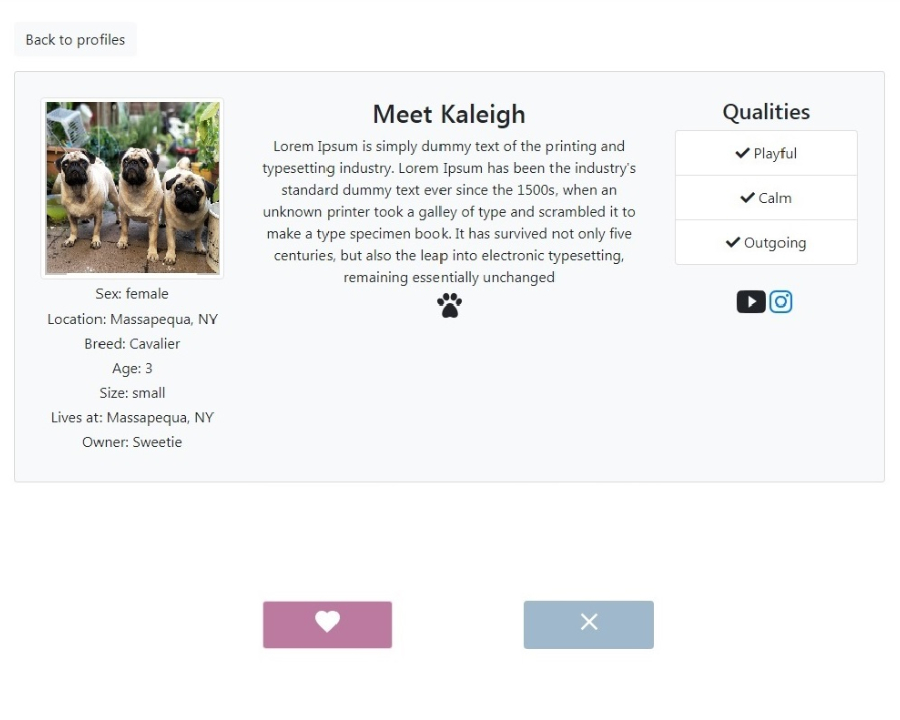 Back to profiles
Meet Kaleigh
Lorem Ipsum is simply dummy text of the printing and
typesetting industry. Lorem Ipsum has been the industry's
standard dummy text ever since the 1500s, when an
unknown printer took a galley of type and scrambled it to
make a type specimen book. It has survived not only five
centuries, but also the leap into electronic typesetting,
remaining essentially unchanged
Qualities
Playful
Calm
Outgoing
Sex: female
Location: Massapequa, NY
Breed: Cavalier
Age: 3
Size: small
Lives at: Massapequa, NY
Owner: Sweetie